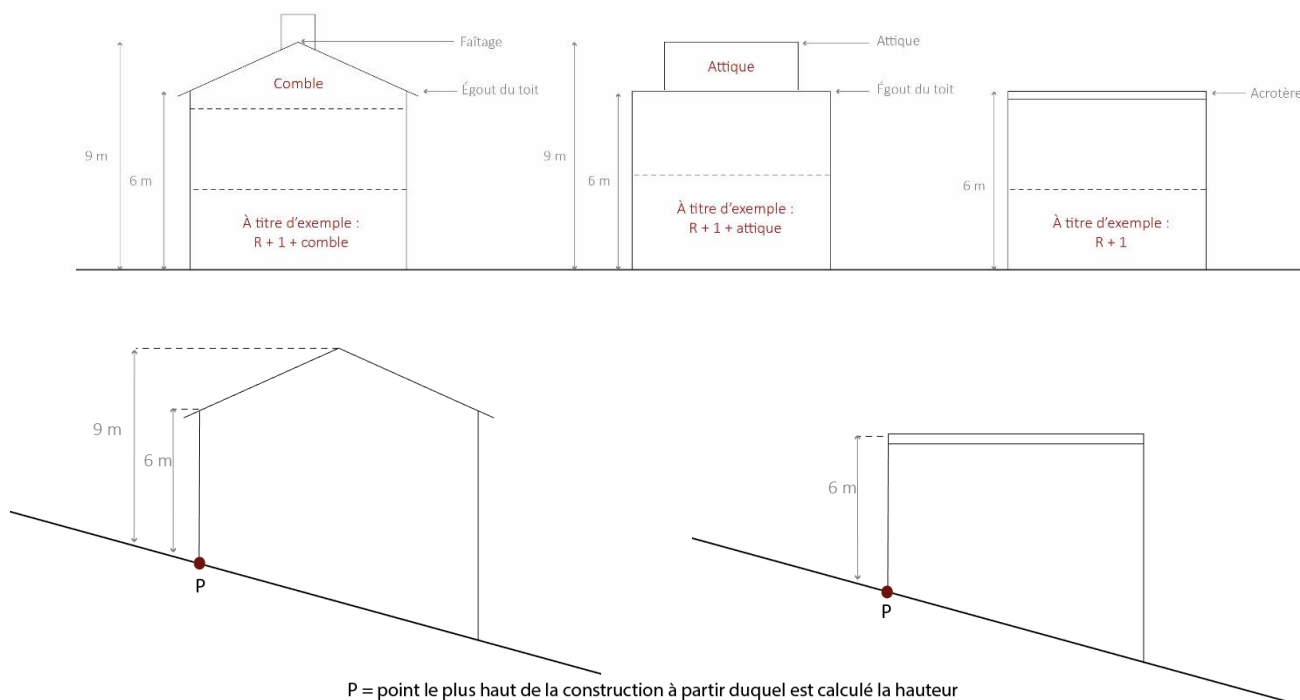 Faîtage
Comble
Égout du toit
9 m
6 m
À titre d'exemple :
R + 1 + comble
Attique
Attique
Égout du toit
9 m
6 m
À titre d'exemple :
R + 1 + attique
Acrotère
6 m
À titre d'exemple :
R + 1
9 m
6 m
P
6 m
P
P = point le plus haut de la construction à partir duquel est calculé la hauteur